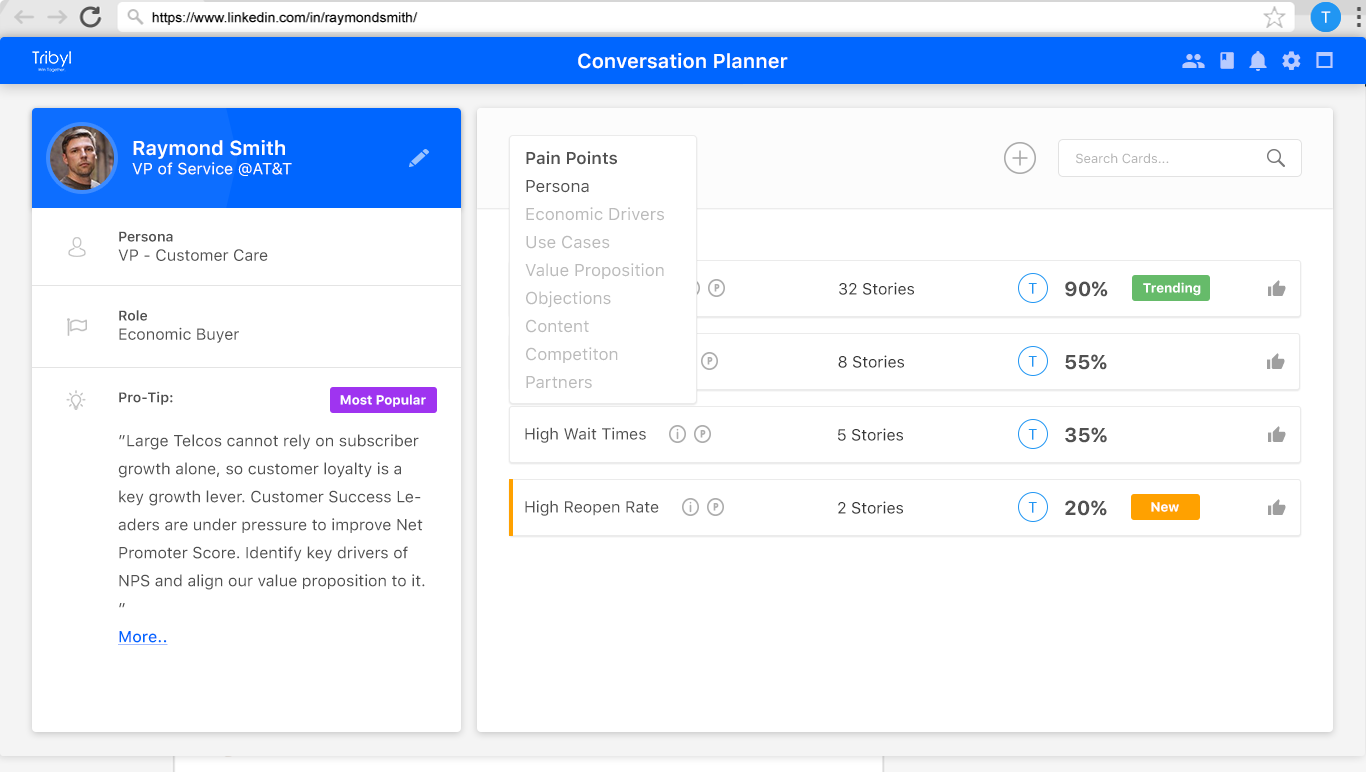 https://www.linkedin.com/in/raymondsmith/
T
Tribyl
Win Together.
Conversation Planner
Raymond Smith
VP of Service @AT&T
Persona
VP - Customer Care
Role
Economic Buyer
Pro-Tip:
Most Popular
"Large Telcos cannot rely on subscriber
growth alone, so customer loyalty is a
key growth lever. Customer Success Le-
aders are under pressure to improve Net
Promoter Score. Identify key drivers of
NPS and align our value proposition to it.
"
More..
Pain Points
Persona
Economic Drivers
Use Cases
Value Proposition
Objections
Content
Competiton
Partners
Search Cards...
P 32 Stories T 90% Trending
P 8 Stories T 55%
High Wait Times i P 5 Stories T 35%
High Reopen Rate i P 2 Stories T 20% New